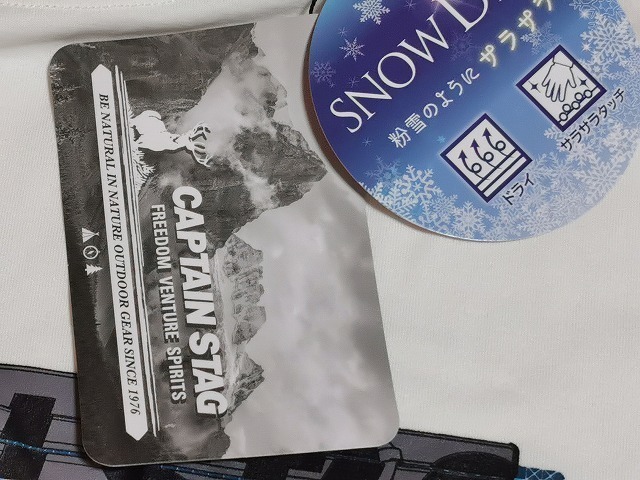 CAPTAIN STAG
FREEDOM VENTURE SPIRITS
BE NATURAL IN NATURE OUTDOOR GEAR SINCE 1976
SNOW
粉雪のように サラサラ
ドライ
サラサラタッチ